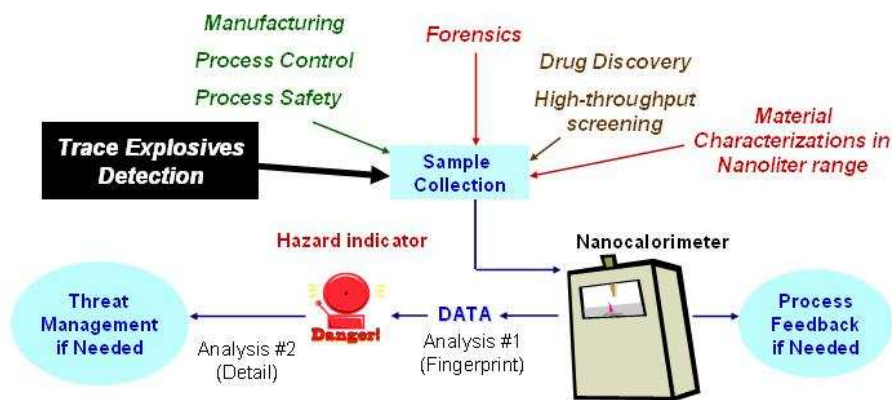 Manufacturing
Process Control
Process Safety
Forensics
Drug Discovery
High-throughput
screening
Material
Characterizations in
Nanoliter range
Trace Explosives
Detection
Sample
Collection
Hazard indicator
Nanocalorimeter
Threat
Management
if Needed
Analysis #2
(Detail)
Danger!
DATA
Analysis #1
(Fingerprint)
Process
Feedback
if Needed